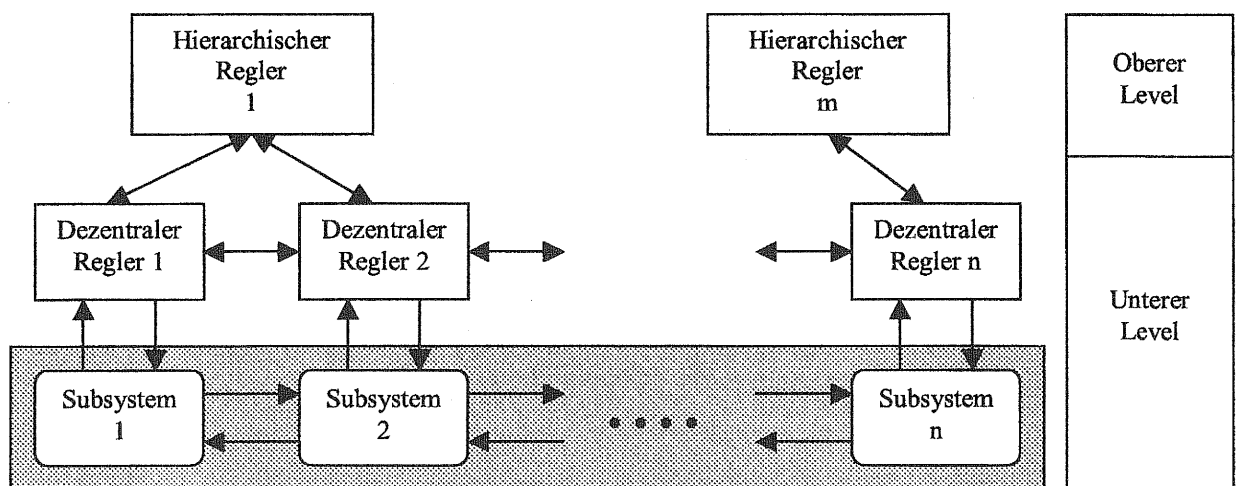 Hierarchischer
Regler
1
Hierarchischer
Regler
m
Oberer
Level
Dezentraler
Regler 1
Dezentraler
Regler 2
Dezentraler
Regler n
Unterer
Level
Subsystem
1
Subsystem
2
Subsystem
n